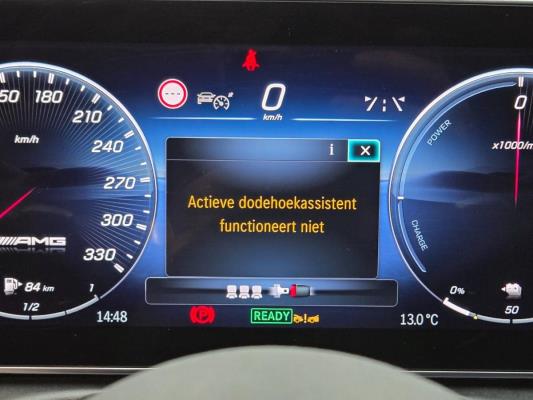 0
km/h
50
180
210
240
270
300
330
km/h
AMG
84 km
1/2
1
14:48
i
Actieve dodehoekassistent
functioneert niet
READY
13.0°C
POWER
CHARGE
0
x1000/m
0%
50